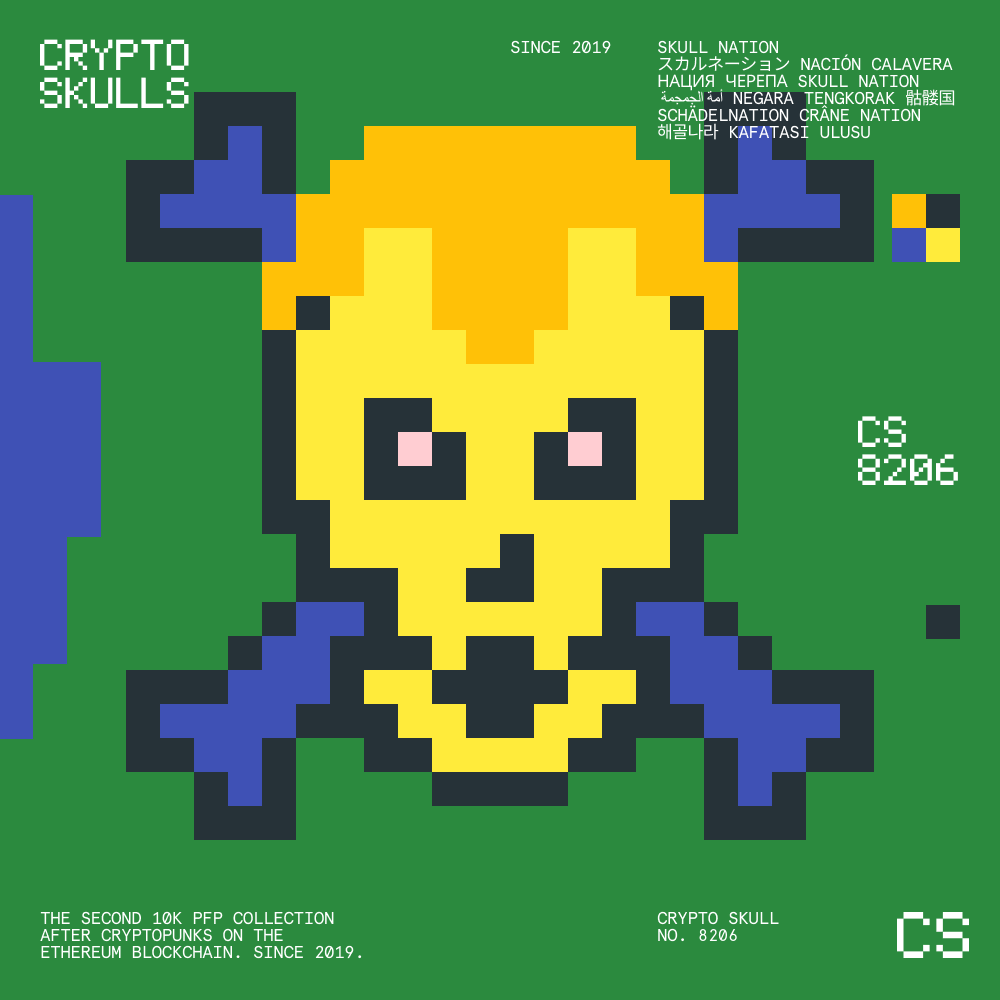 CRYPTO
SKULLS
SINCE 2019
SKULL NATION
スカルネーション NACIÓN CALAVERA
НАЦИЯ ЧЕРЕПА SKULL NATION
أمة الجمجمة NEGARA TENGKORAK 骷髅国
SCHÄDELNATION CRÂNE NATION
해골나라 KAFATASI ULUSU
CS
8206
THE SECOND 10K PFP COLLECTION
AFTER CRYPTOPUNKS ON THE
ETHEREUM BLOCKCHAIN. SINCE 2019.
CRYPTO SKULL
NO. 8206
CS